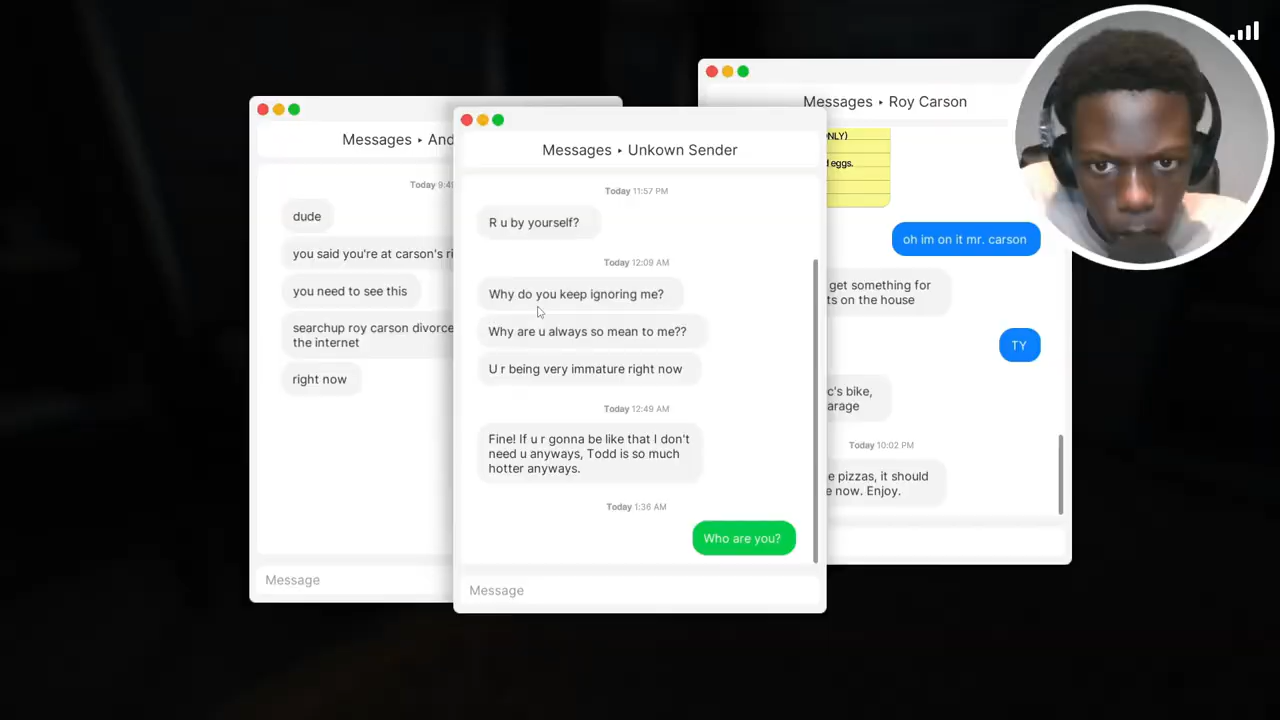 Messages ‣ And
Today 9:4
dude
you said you're at carson's ri
you need to see this
searchup roy carson divorce
the internet
right now
Message
Messages ‣ Unkown Sender
Today 11:57 PM
R u by yourself?
Today 12:09 AM
Why do you keep ignoring me?
Why are u always so mean to me??
U r being very immature right now
Today 12:49 AM
Fine! If u r gonna be like that I don't
need u anyways, Todd is so much
hotter anyways.
Today 1:36 AM
Who are you?
Message
Messages ‣ Roy Carson
NLY)
d eggs.
oh im on it mr. carson
get something for
ts on the house
TY
c's bike,
arage
Today 10:02 PM
e pizzas, it should
e now. Enjoy.